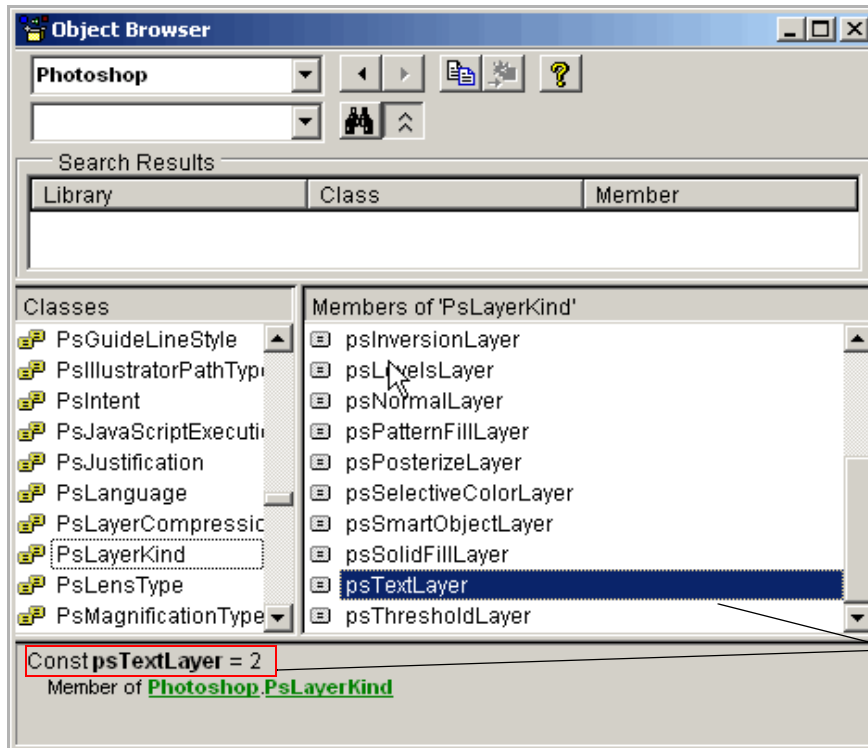 Object Browser
Photoshop
Search Results
Library Class Member
Classes
PsGuideLineStyle
PsIllustratorPathTyp
PsIntent
PsJavaScriptExecuti
PsJustification
PsLanguage
PsLayerCompressic
PsLayerKind
PsLensType
PsMagnificationType
Members of 'PsLayerKind'
psInversionLayer
psLevelsLayer
psNormalLayer
psPatternFillLayer
psPosterizeLayer
psSelectiveColorLayer
psSmartObjectLayer
psSolidFillLayer
psTextLayer
psThresholdLayer
Const psTextLayer = 2
Member of Photoshop.PsLayerKind